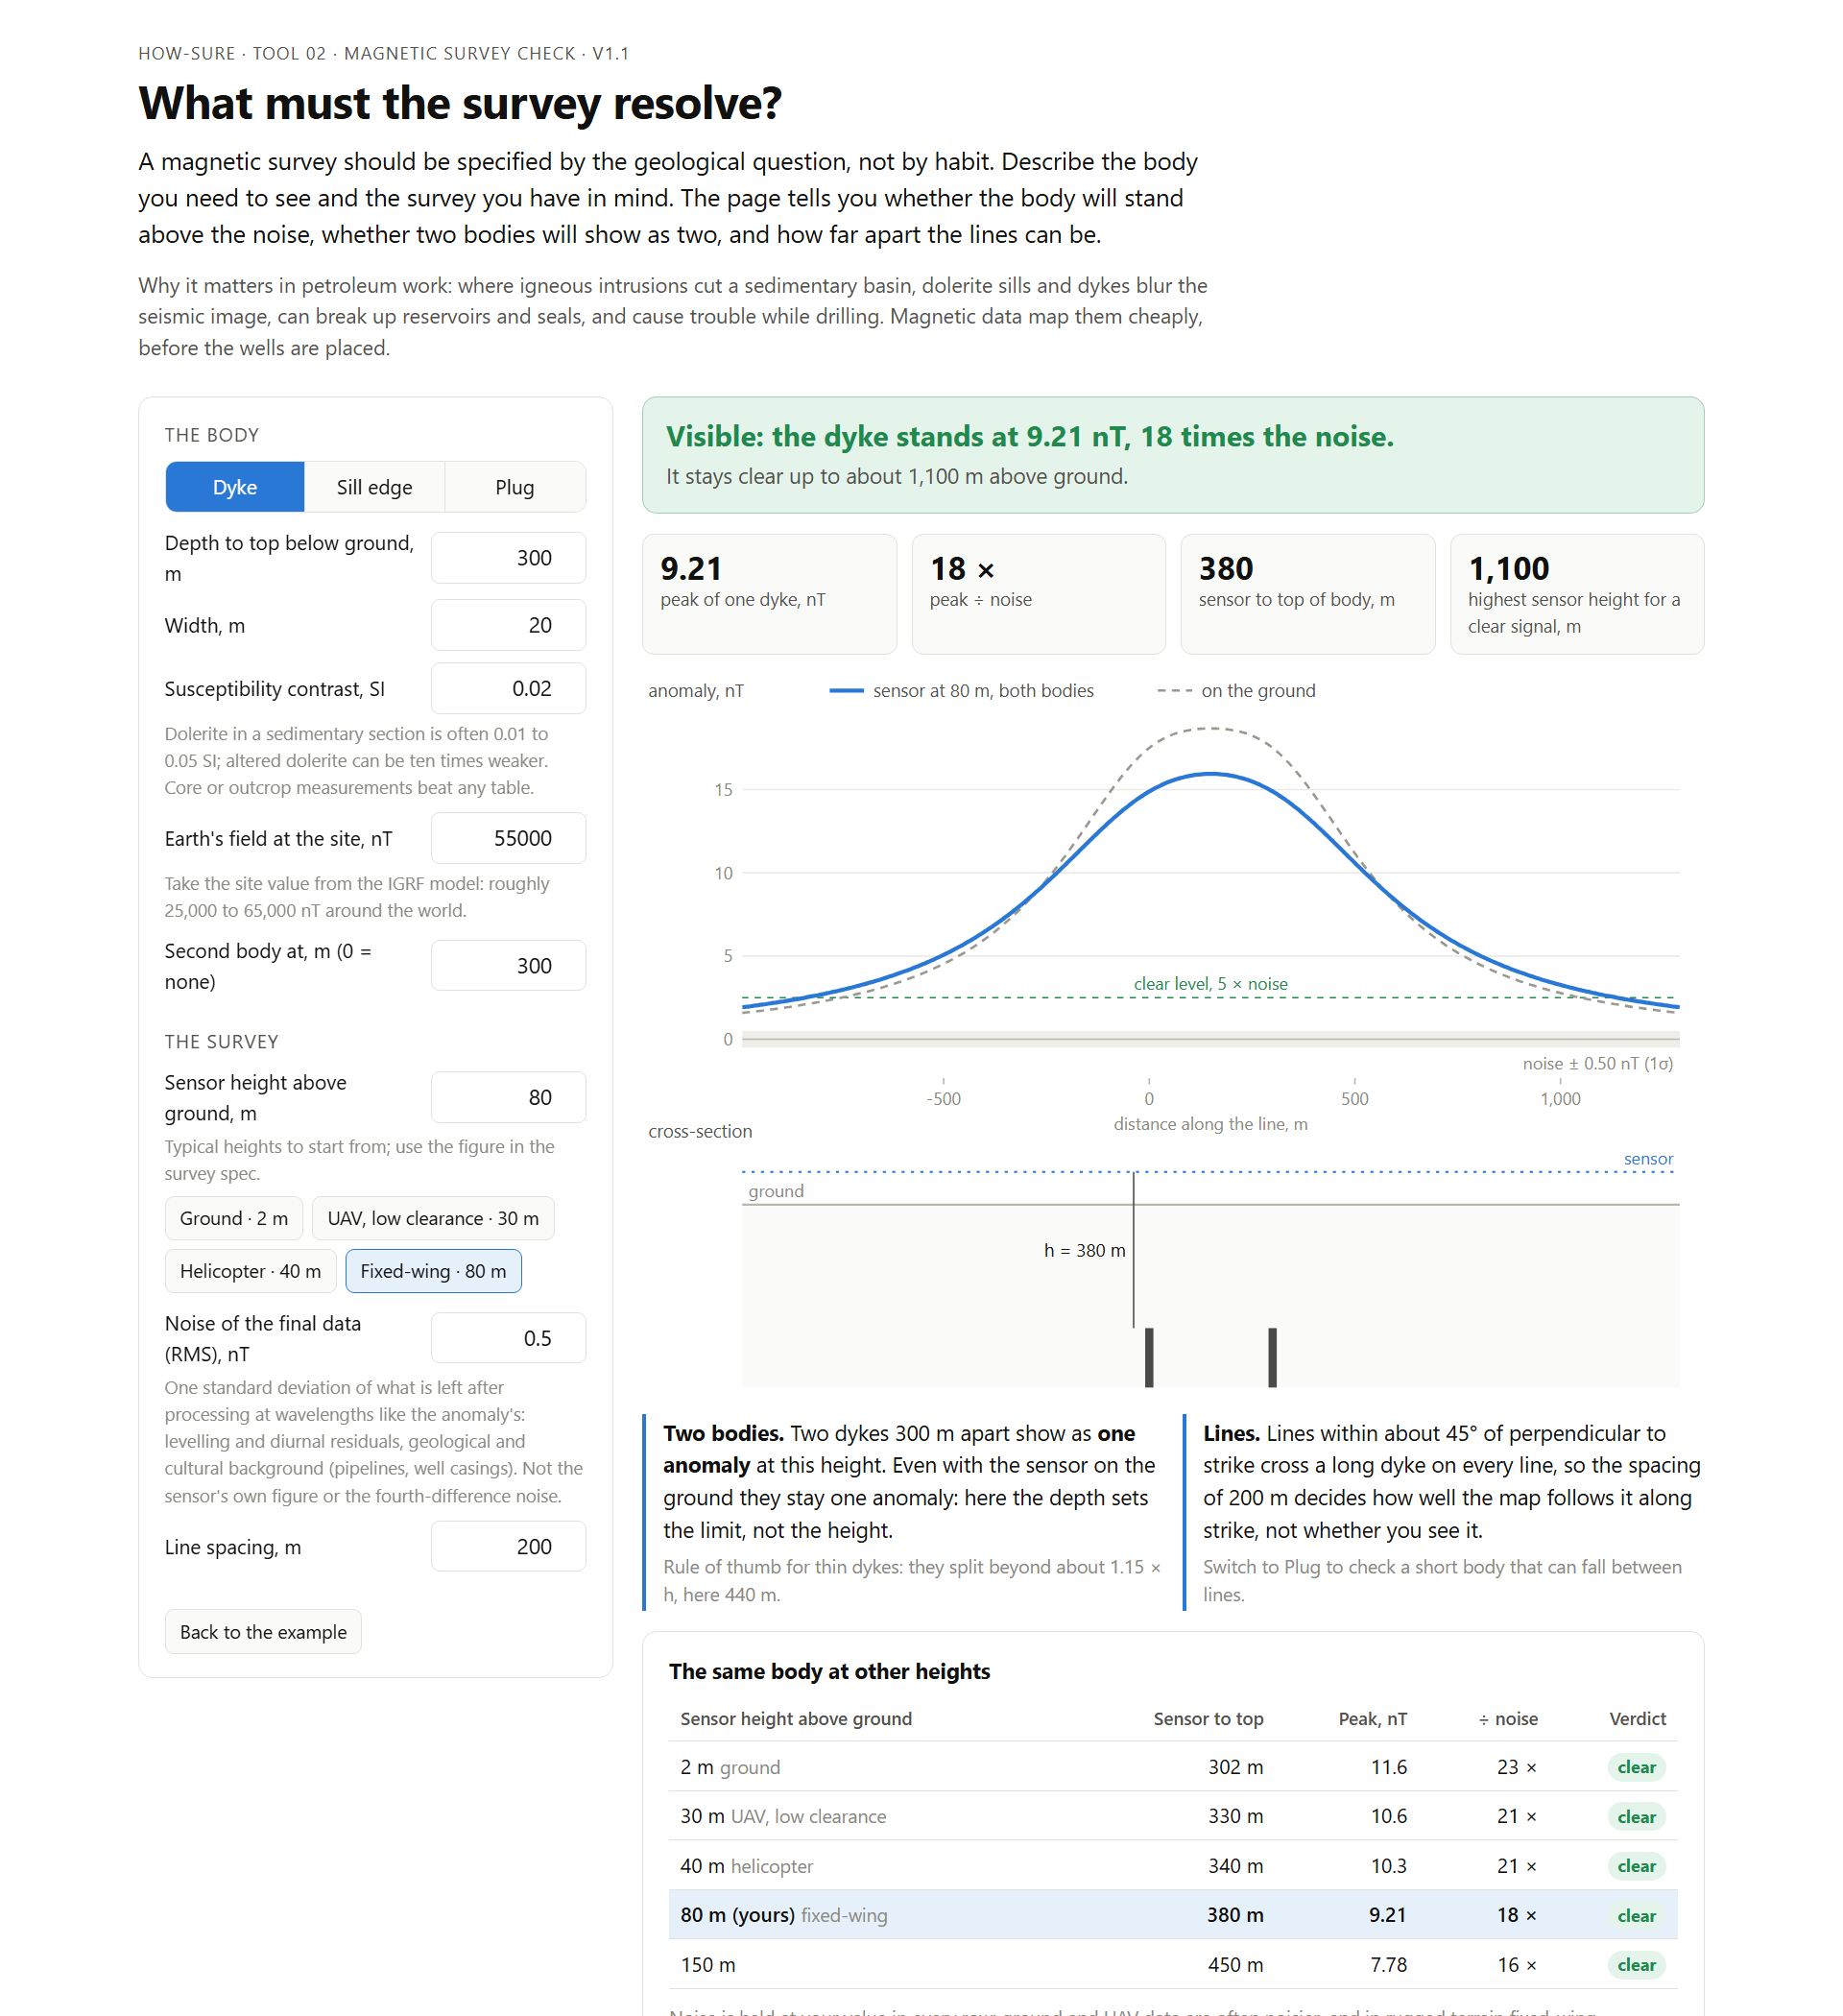 HOW-SURE · TOOL 02 · MAGNETIC SURVEY CHECK · V1.1
What must the survey resolve?
A magnetic survey should be specified by the geological question, not by habit. Describe the body
you need to see and the survey you have in mind. The page tells you whether the body will stand
above the noise, whether two bodies will show as two, and how far apart the lines can be.
Why it matters in petroleum work: where igneous intrusions cut a sedimentary basin, dolerite sills and dykes blur the
seismic image, can break up reservoirs and seals, and cause trouble while drilling. Magnetic data map them cheaply,
before the wells are placed.
THE BODY
Dyke
Sill edge
Plug
Depth to top below ground,
m
300
Width, m
20
Susceptibility contrast, SI
0.02
Dolerite in a sedimentary section is often 0.01 to
0.05 SI; altered dolerite can be ten times weaker.
Core or outcrop measurements beat any table.
Earth's field at the site, nT
55000
Take the site value from the IGRF model: roughly
25,000 to 65,000 nT around the world.
Second body at, m (0 =
none)
300
THE SURVEY
Sensor height above
ground, m
80
Typical heights to start from; use the figure in the
survey spec.
Ground · 2 m
UAV, low clearance · 30 m
Helicopter · 40 m
Fixed-wing · 80 m
Noise of the final data
(RMS), nT
0.5
One standard deviation of what is left after
processing at wavelengths like the anomaly's:
levelling and diurnal residuals, geological and
cultural background (pipelines, well casings). Not the
sensor's own figure or the fourth-difference noise.
Line spacing, m
200
Back to the example
Visible: the dyke stands at 9.21 nT, 18 times the noise.
It stays clear up to about 1,100 m above ground.
9.21
peak of one dyke, nT
18 ×
peak ÷ noise
380
sensor to top of body, m
1,100
highest sensor height for a
clear signal, m
anomaly, nT
sensor at 80 m, both bodies
on the ground
15
10
5
clear level, 5 × noise
0
noise ± 0.50 nT (1σ)
-500
0
500
1,000
distance along the line, m
cross-section
sensor
ground
h = 380 m
Two bodies. Two dykes 300 m apart show as one
anomaly at this height. Even with the sensor on the
ground they stay one anomaly: here the depth sets
the limit, not the height.
Rule of thumb for thin dykes: they split beyond about 1.15 ×
h, here 440 m.
Lines. Lines within about 45° of perpendicular to
strike cross a long dyke on every line, so the spacing
of 200 m decides how well the map follows it along
strike, not whether you see it.
Switch to Plug to check a short body that can fall between
lines.
The same body at other heights
Sensor height above ground Sensor to top Peak, nT ÷ noise Verdict
2 m ground 302 m 11.6 23 × clear
30 m UAV, low clearance 330 m 10.6 21 × clear
40 m helicopter 340 m 10.3 21 × clear
80 m (yours) fixed-wing 380 m 9.21 18 × clear
150 m 450 m 7.78 16 × clear